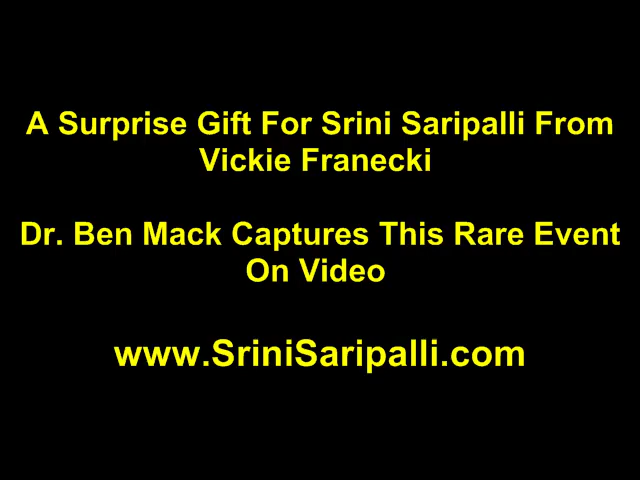 A Surprise Gift For Srini Saripalli From
Vickie Franecki
Dr. Ben Mack Captures This Rare Event
On Video
www.SriniSaripalli.com